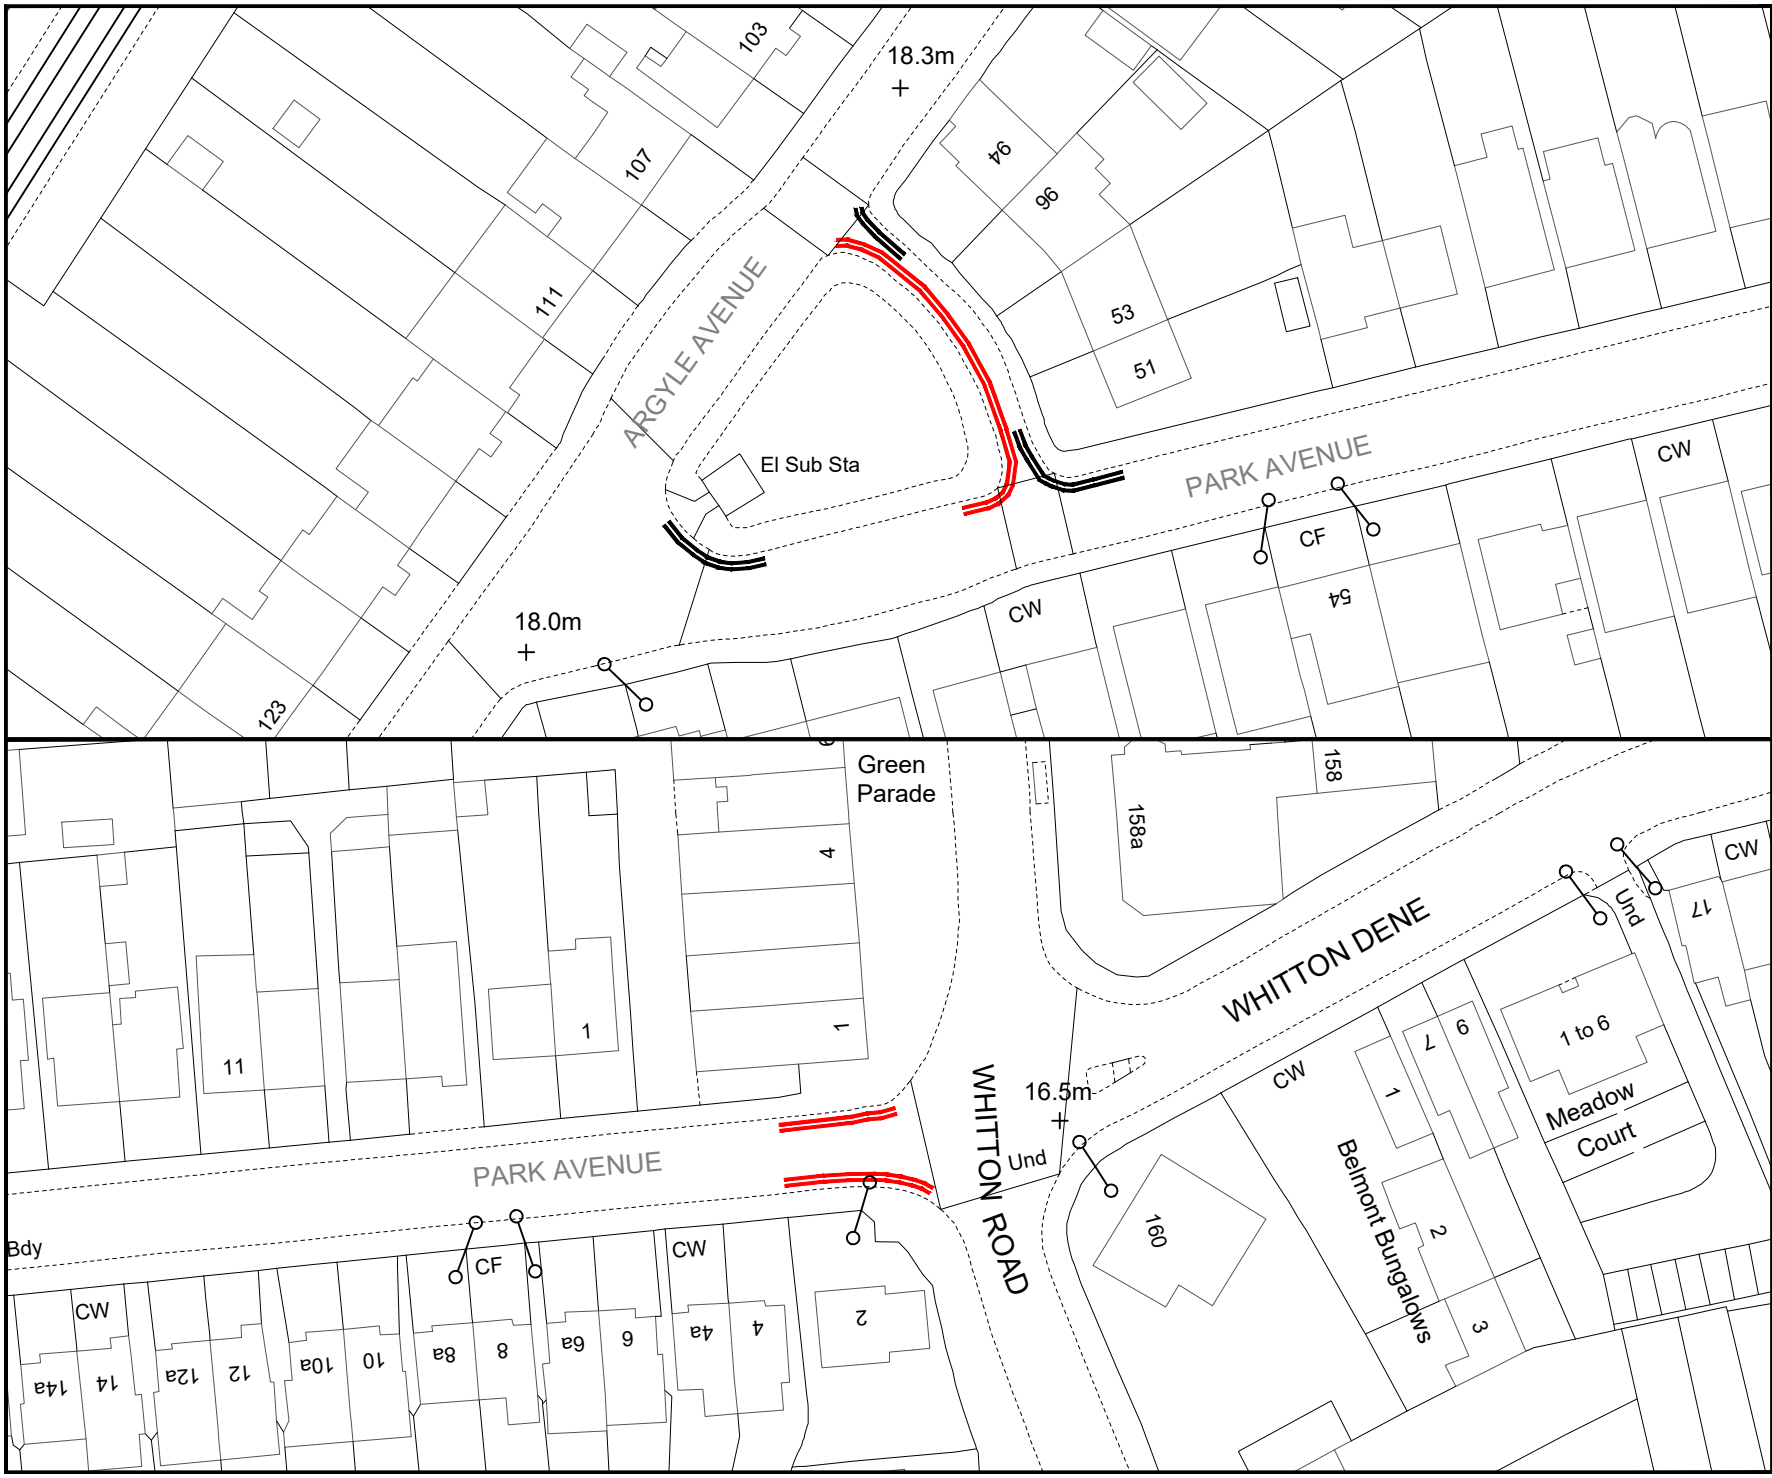 103
18.3m
107
94
96
111
ARGYLE AVENUE
53
51
El Sub Sta
PARK AVENUE
CW
CF
54
CW
18.0m
123
Green
Parade
158
158a
4
CW
17
Und
WHITTON DENE
1
11
1
1 to 6
9
7
CW
1
Meadow
Court
16.5m
WHITTON ROAD
Und
PARK AVENUE
Belmont Bungalows
160
2
3
Bdy
CF
CW
CW
2
14a
14
12a
12
10a
10
8a
8
6a
6
4a
4